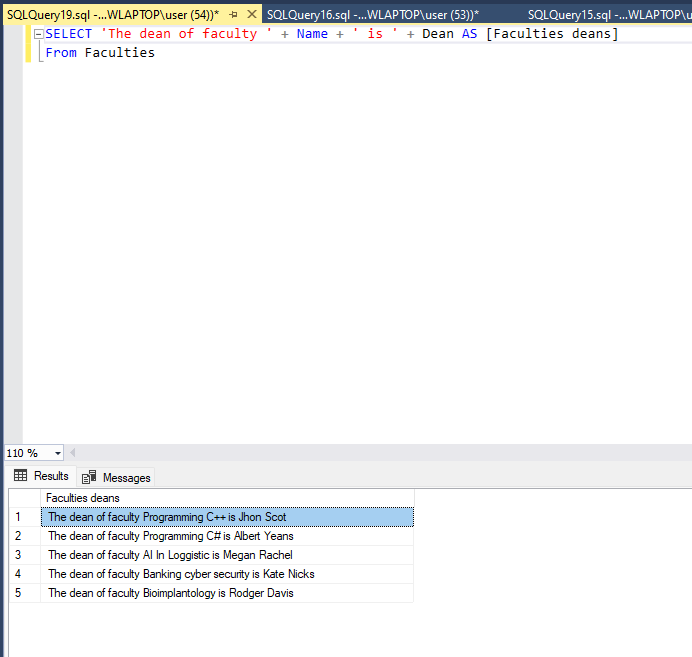 SQLQuery19.sql -...WLAPTOP\user (54))* SQLQuery16.sql -...WLAPTOP\user (53))* SQLQuery15.sql -...WLAPTOP\u
SELECT 'The dean of faculty ' + Name + ' is ' + Dean AS [Faculties deans]
From Faculties
110 %
Results Messages
Faculties deans
1 The dean of faculty Programming C++ is Jhon Scot
2 The dean of faculty Programming C# is Albert Yeans
3 The dean of faculty AI In Loggistic is Megan Rachel
4 The dean of faculty Banking cyber security is Kate Nicks
5 The dean of faculty Bioimplantology is Rodger Davis